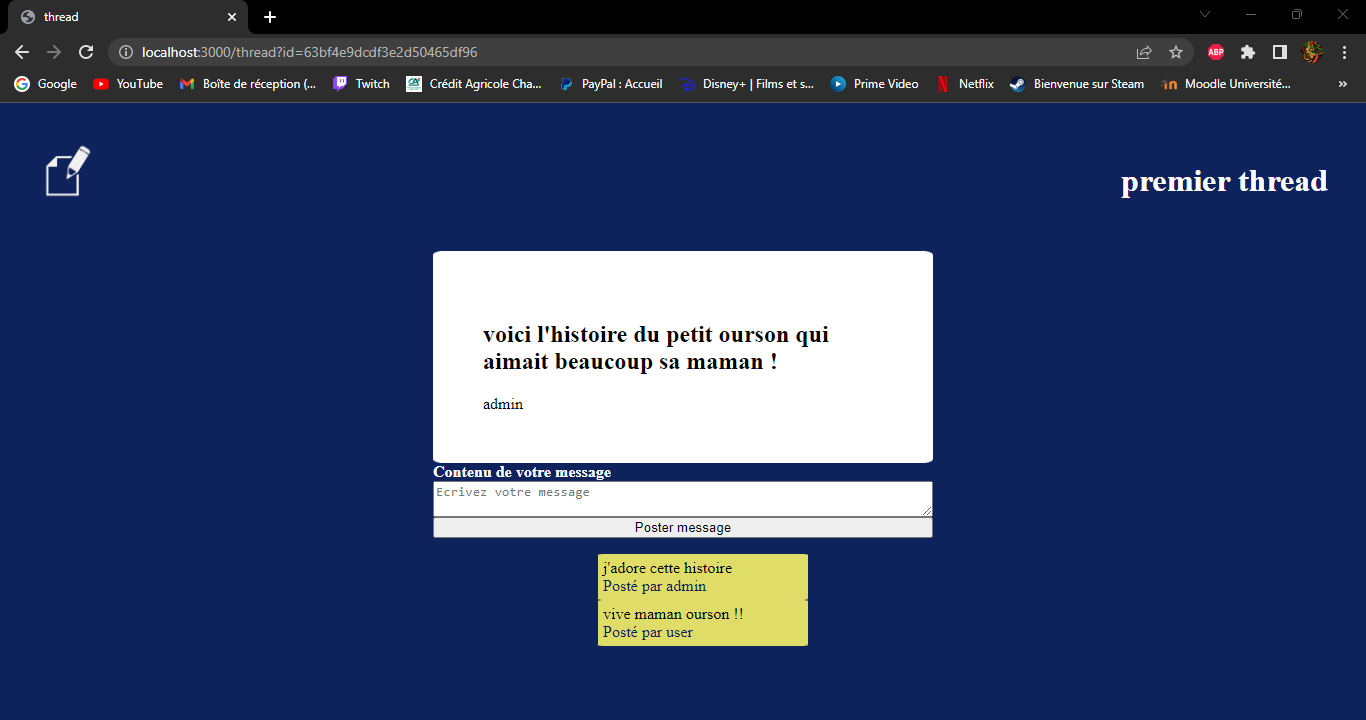 thread
localhost:3000/thread?id=63bf4e9dcdf3e2d50465df96
ABP
Google YouTube Boîte de réception (... Twitch Crédit Agricole Cha... PayPal : Accueil Disney+ | Films et s... Prime Video Netflix Bienvenue sur Steam Moodle Université... »
premier thread
voici l'histoire du petit ourson qui
aimait beaucoup sa maman !
admin
Contenu de votre message
Ecrivez votre message
Poster message
j'adore cette histoire
Posté par admin
vive maman ourson !!
Posté par user